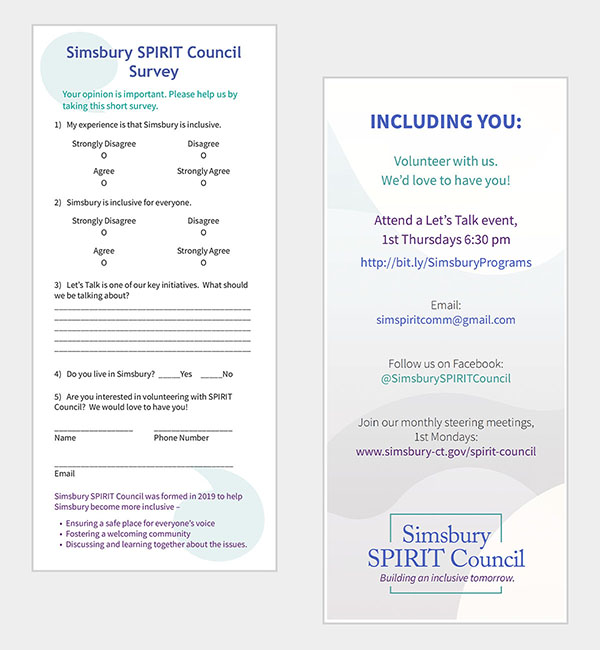 Simsbury SPIRIT Council
Survey
Your opinion is important. Please help us by
taking this short survey.
1) My experience is that Simsbury is inclusive.
Strongly Disagree Disagree
O O
Agree Strongly Agree
O O
2) Simsbury is inclusive for everyone.
Strongly Disagree Disagree
O O
Agree Strongly Agree
O O
3) Let's Talk is one of our key initiatives. What should
we be talking about?
4) Do you live in Simsbury? _____Yes _____No
5) Are you interested in volunteering with SPIRIT
Council? We would love to have you!
Name Phone Number
Email
Simsbury SPIRIT Council was formed in 2019 to help
Simsbury become more inclusive –
• Ensuring a safe place for everyone's voice
• Fostering a welcoming community
• Discussing and learning together about the issues.
INCLUDING YOU:
Volunteer with us.
We'd love to have you!
Attend a Let's Talk event,
1st Thursdays 6:30 pm
http://bit.ly/SimsburyPrograms
Email:
simspiritcomm@gmail.com
Follow us on Facebook:
@SimsburySPIRITCouncil
Join our monthly steering meetings,
1st Mondays:
www.simsbury-ct.gov/spirit-council
Simsbury
SPIRIT Council
Building an inclusive tomorrow.